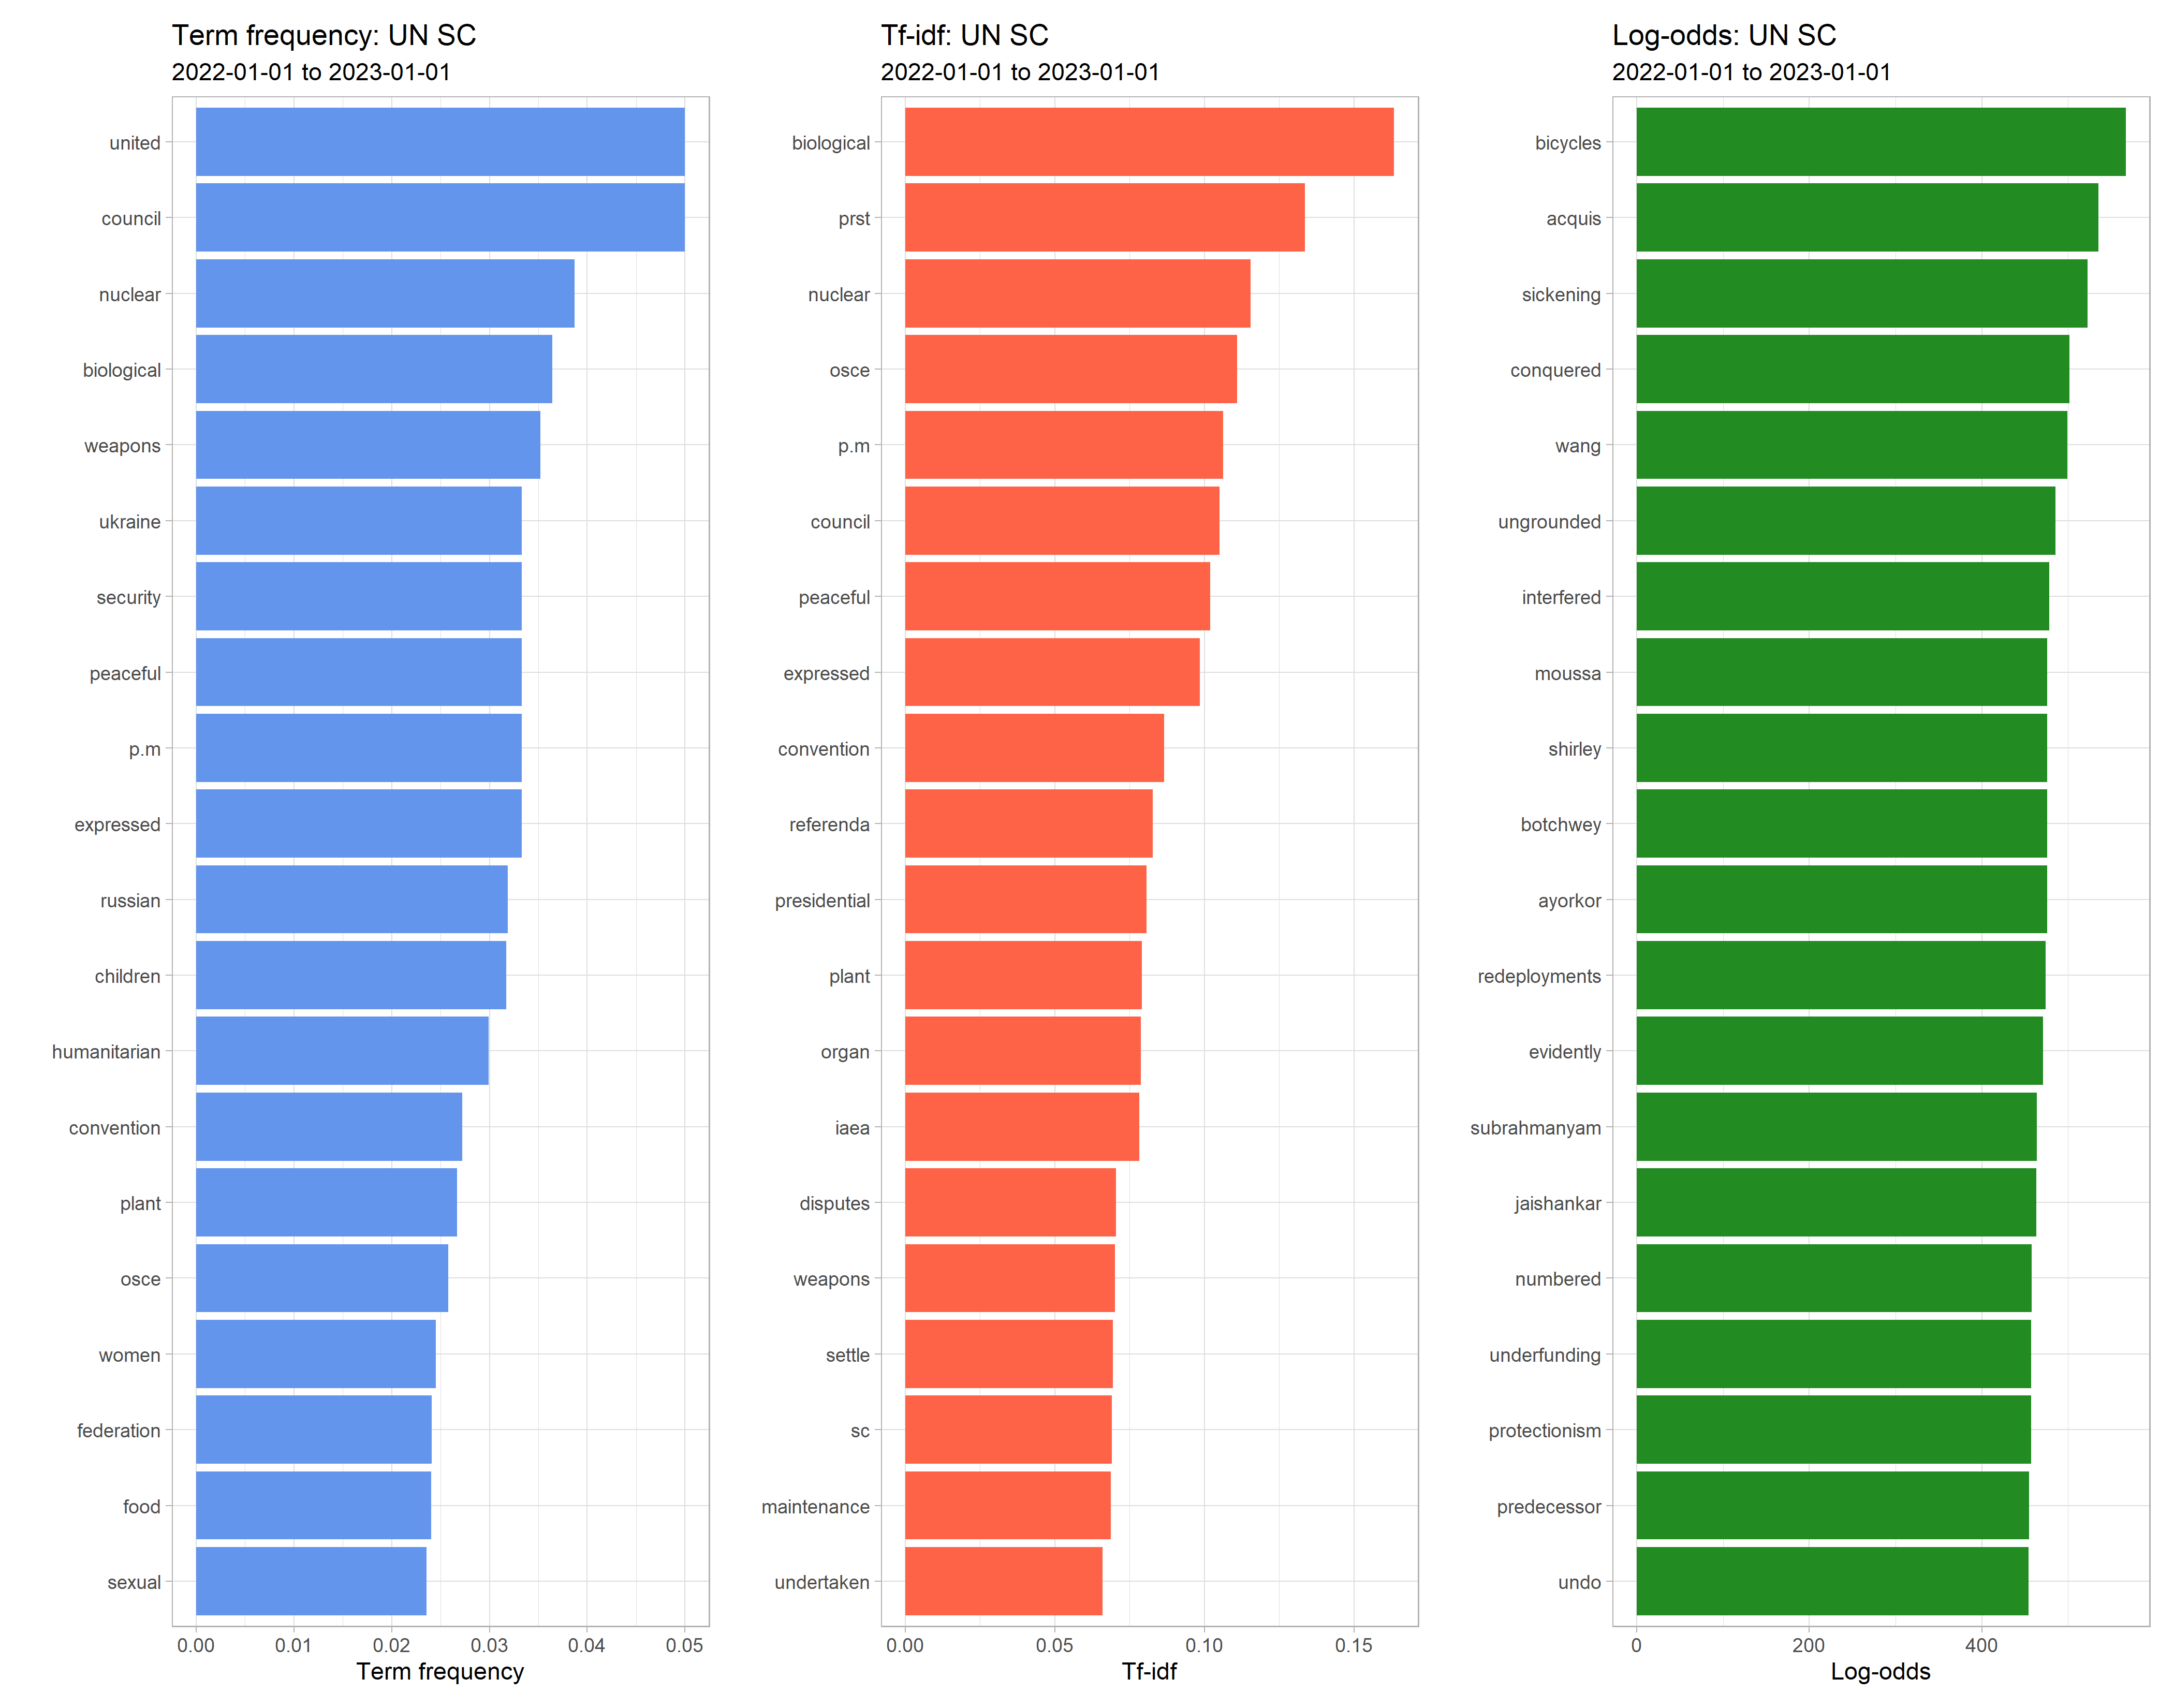 Term frequency: UN SC
2022-01-01 to 2023-01-01
united
council
nuclear
biological
weapons
ukraine
security
peaceful
p.m
expressed
russian
children
humanitarian
convention
plant
osce
women
federation
food
sexual
0.00 0.01 0.02 0.03 0.04 0.05
Term frequency
Tf-idf: UN SC
2022-01-01 to 2023-01-01
biological
prst
nuclear
osce
p.m
council
peaceful
expressed
convention
referenda
presidential
plant
organ
iaea
disputes
weapons
settle
sc
maintenance
undertaken
0.00 0.05 0.10 0.15
Tf-idf
Log-odds: UN SC
2022-01-01 to 2023-01-01
bicycles
acquis
sickening
conquered
wang
ungrounded
interfered
moussa
shirley
botchwey
ayorkor
redeployments
evidently
subrahmanyam
jaishankar
numbered
underfunding
protectionism
predecessor
undo
0 200 400
Log-odds